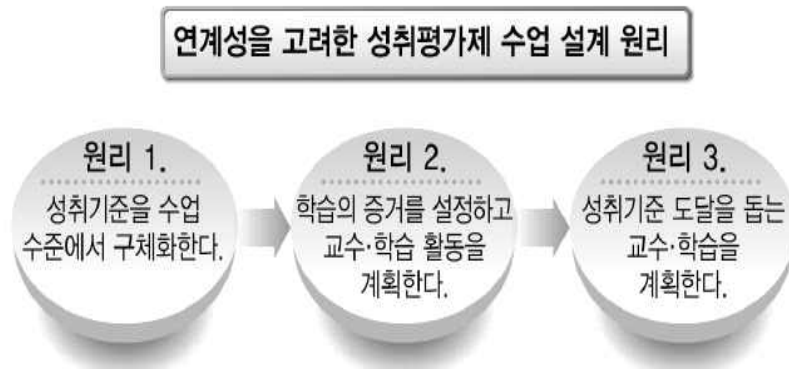 연계성을 고려한 성취평가제 수업 설계 원리
원리 1.
성취기준을 수업
수준에서 구체화한다.
원리 2.
학습의 증거를 설정하고
교수·학습 활동을
계획한다.
원리 3.
성취기준 도달을 돕는
교수·학습을
계획한다.